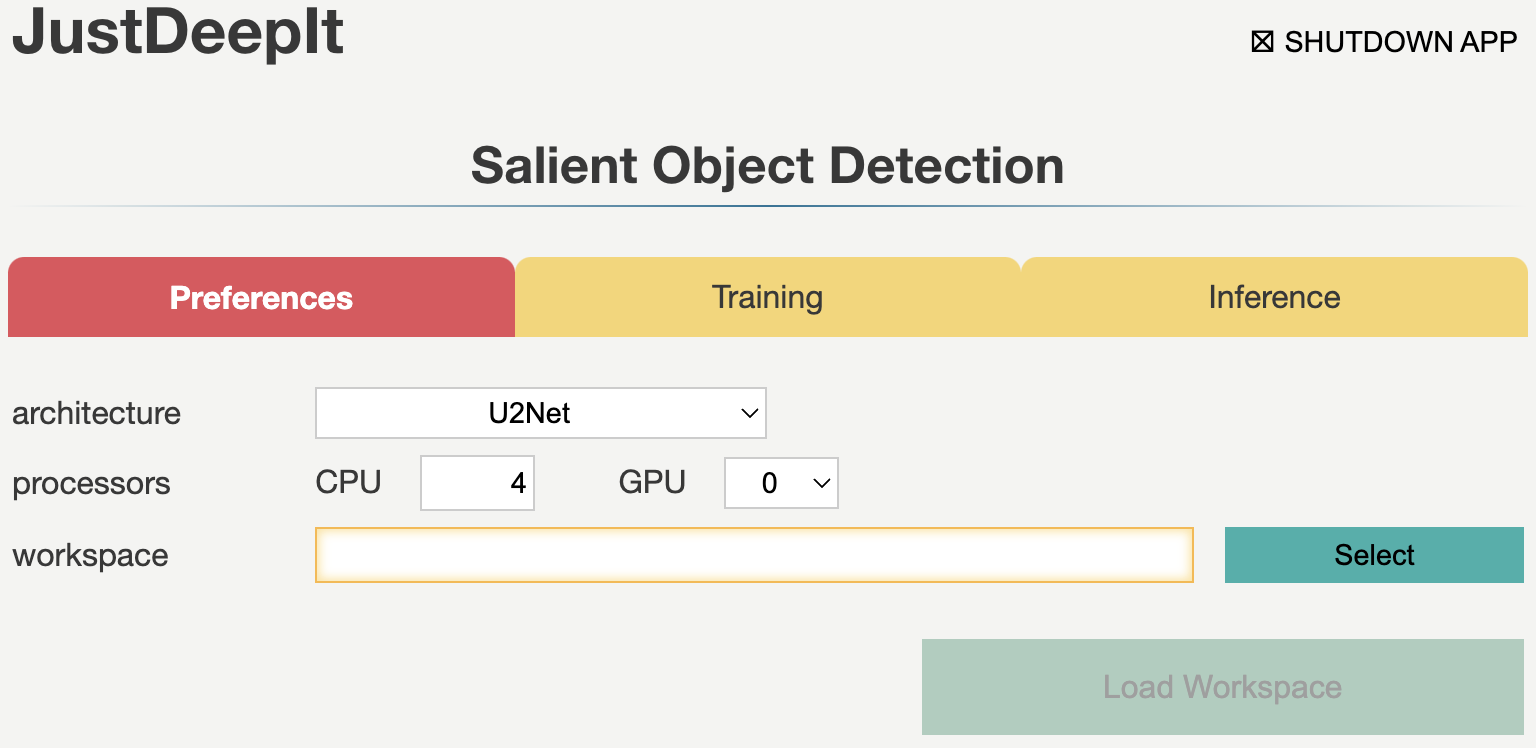 JustDeepIt
☒ SHUTDOWN APP
Salient Object Detection
Preferences Training Inference
architecture U2Net
processors CPU 4 GPU 0
workspace Select
Load Workspace